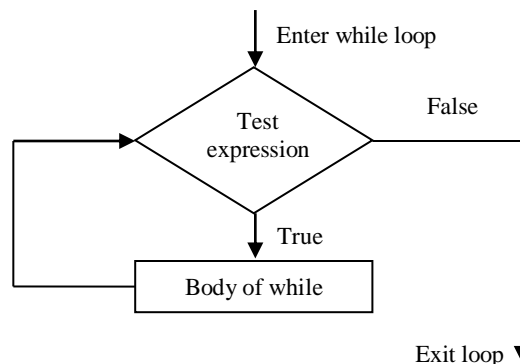 Enter while loop
False
Test
expression
True
Body of while
Exit loop